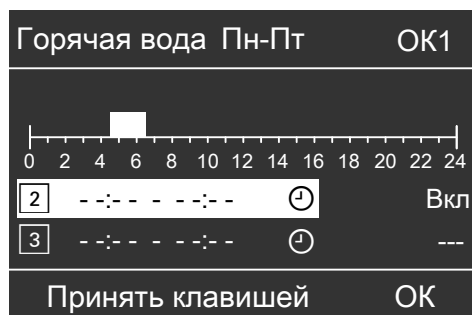 Горячая вода Пн-Пт ОК1
0 2 4 6 8 10 12 14 16 18 20 22 24
2 --:-- - --:-- Вкл
3 --:-- - --:-- ---
Принять клавишей ОК